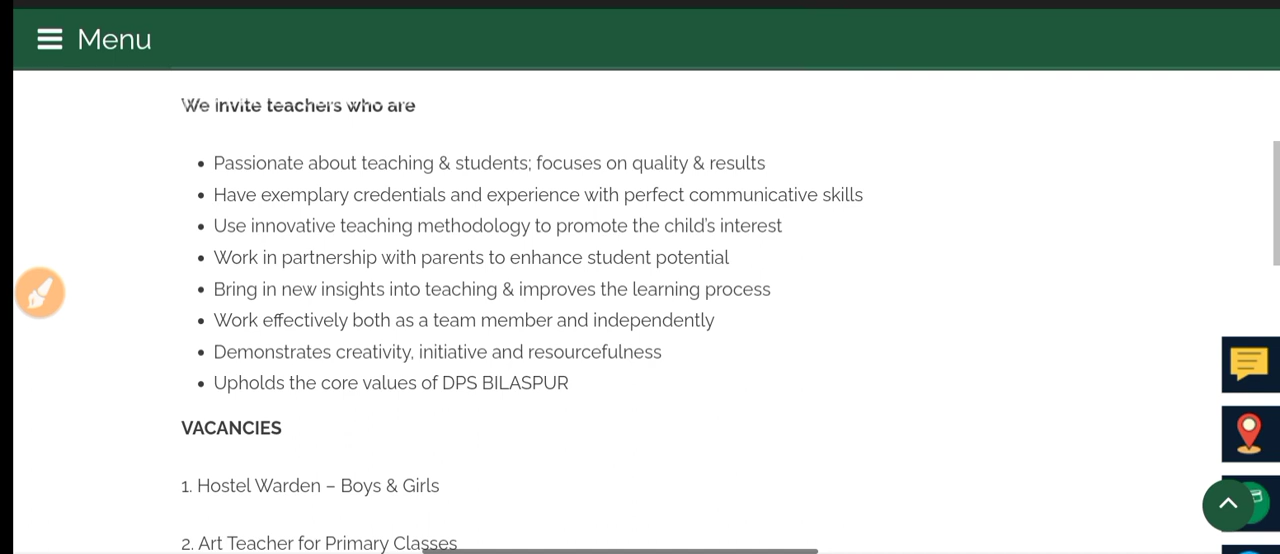 Menu
We invite teachers who are
Passionate about teaching & students; focuses on quality & results
Have exemplary credentials and experience with perfect communicative skills
Use innovative teaching methodology to promote the child's interest
Work in partnership with parents to enhance student potential
Bring in new insights into teaching & improves the learning process
Work effectively both as a team member and independently
Demonstrates creativity, initiative and resourcefulness
Upholds the core values of DPS BILASPUR
VACANCIES
1. Hostel Warden – Boys & Girls
2. Art Teacher for Primary Classes